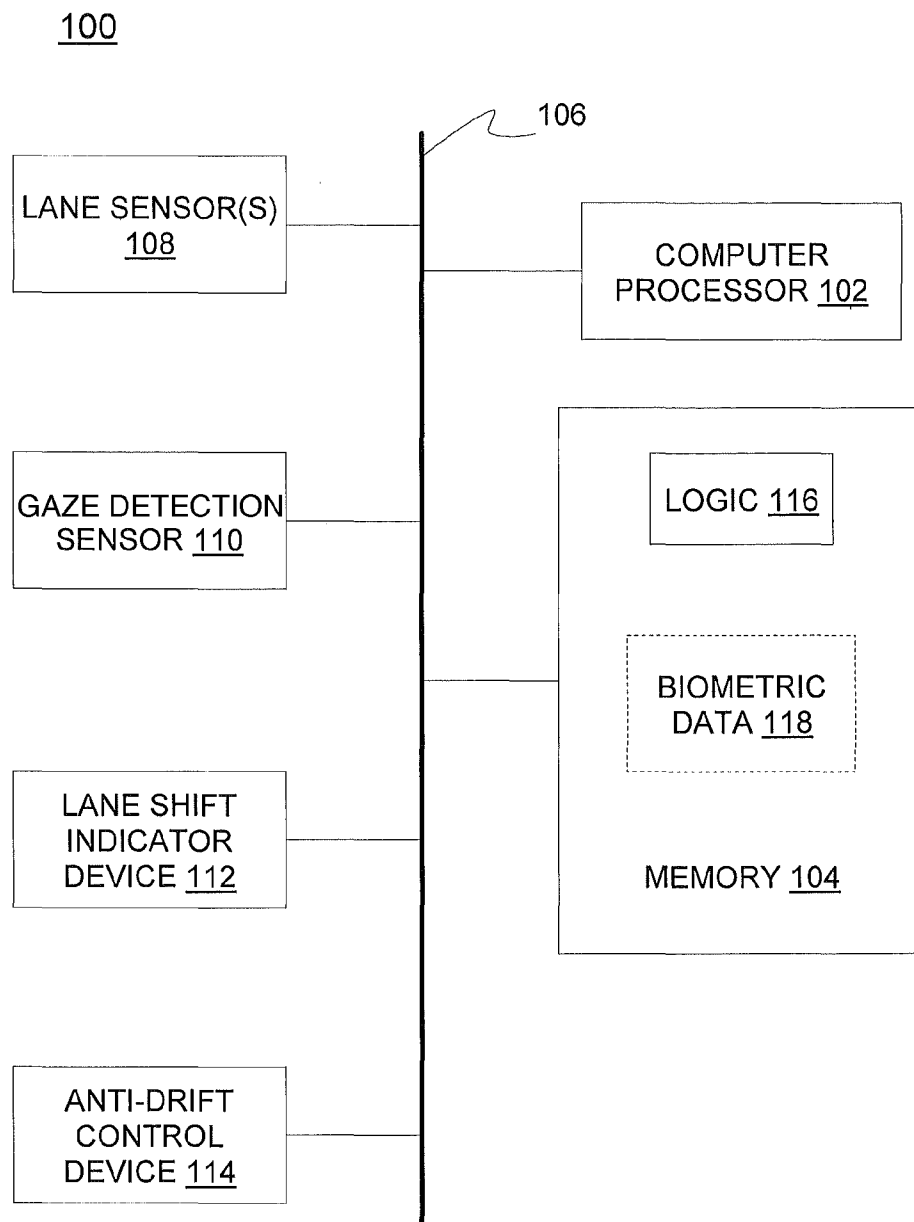 100
106
LANE SENSOR(S)
108
COMPUTER
PROCESSOR 102
GAZE DETECTION
SENSOR 110
LOGIC 116
BIOMETRIC
DATA 118
LANE SHIFT
INDICATOR
DEVICE 112
MEMORY 104
ANTI-DRIFT
CONTROL
DEVICE 114